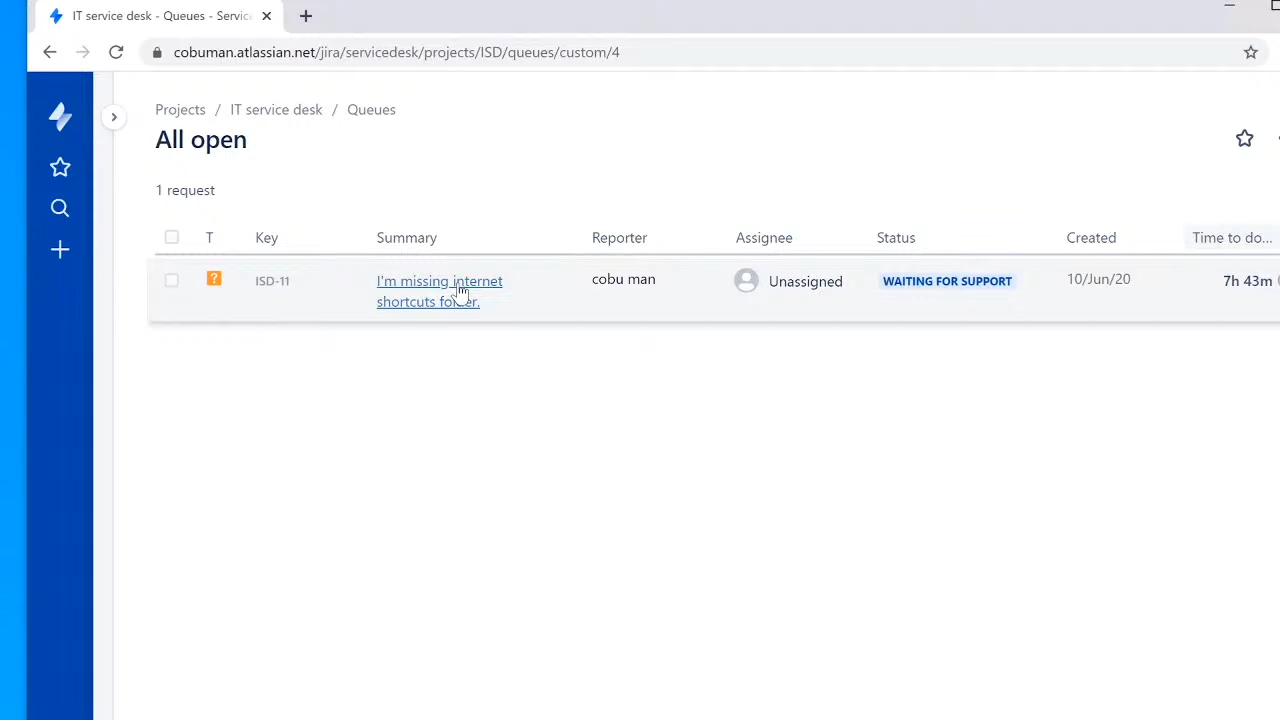 IT service desk - Queues - Servic
cobuman.atlassian.net/jira/servicedesk/projects/ISD/queues/custom/4
Projects / IT service desk / Queues
All open
1 request
T Key Summary Reporter Assignee Status Created Time to do...
? ISD-11 I'm missing internet cobu man Unassigned WAITING FOR SUPPORT 10/Jun/20 7h 43m
shortcuts folder.